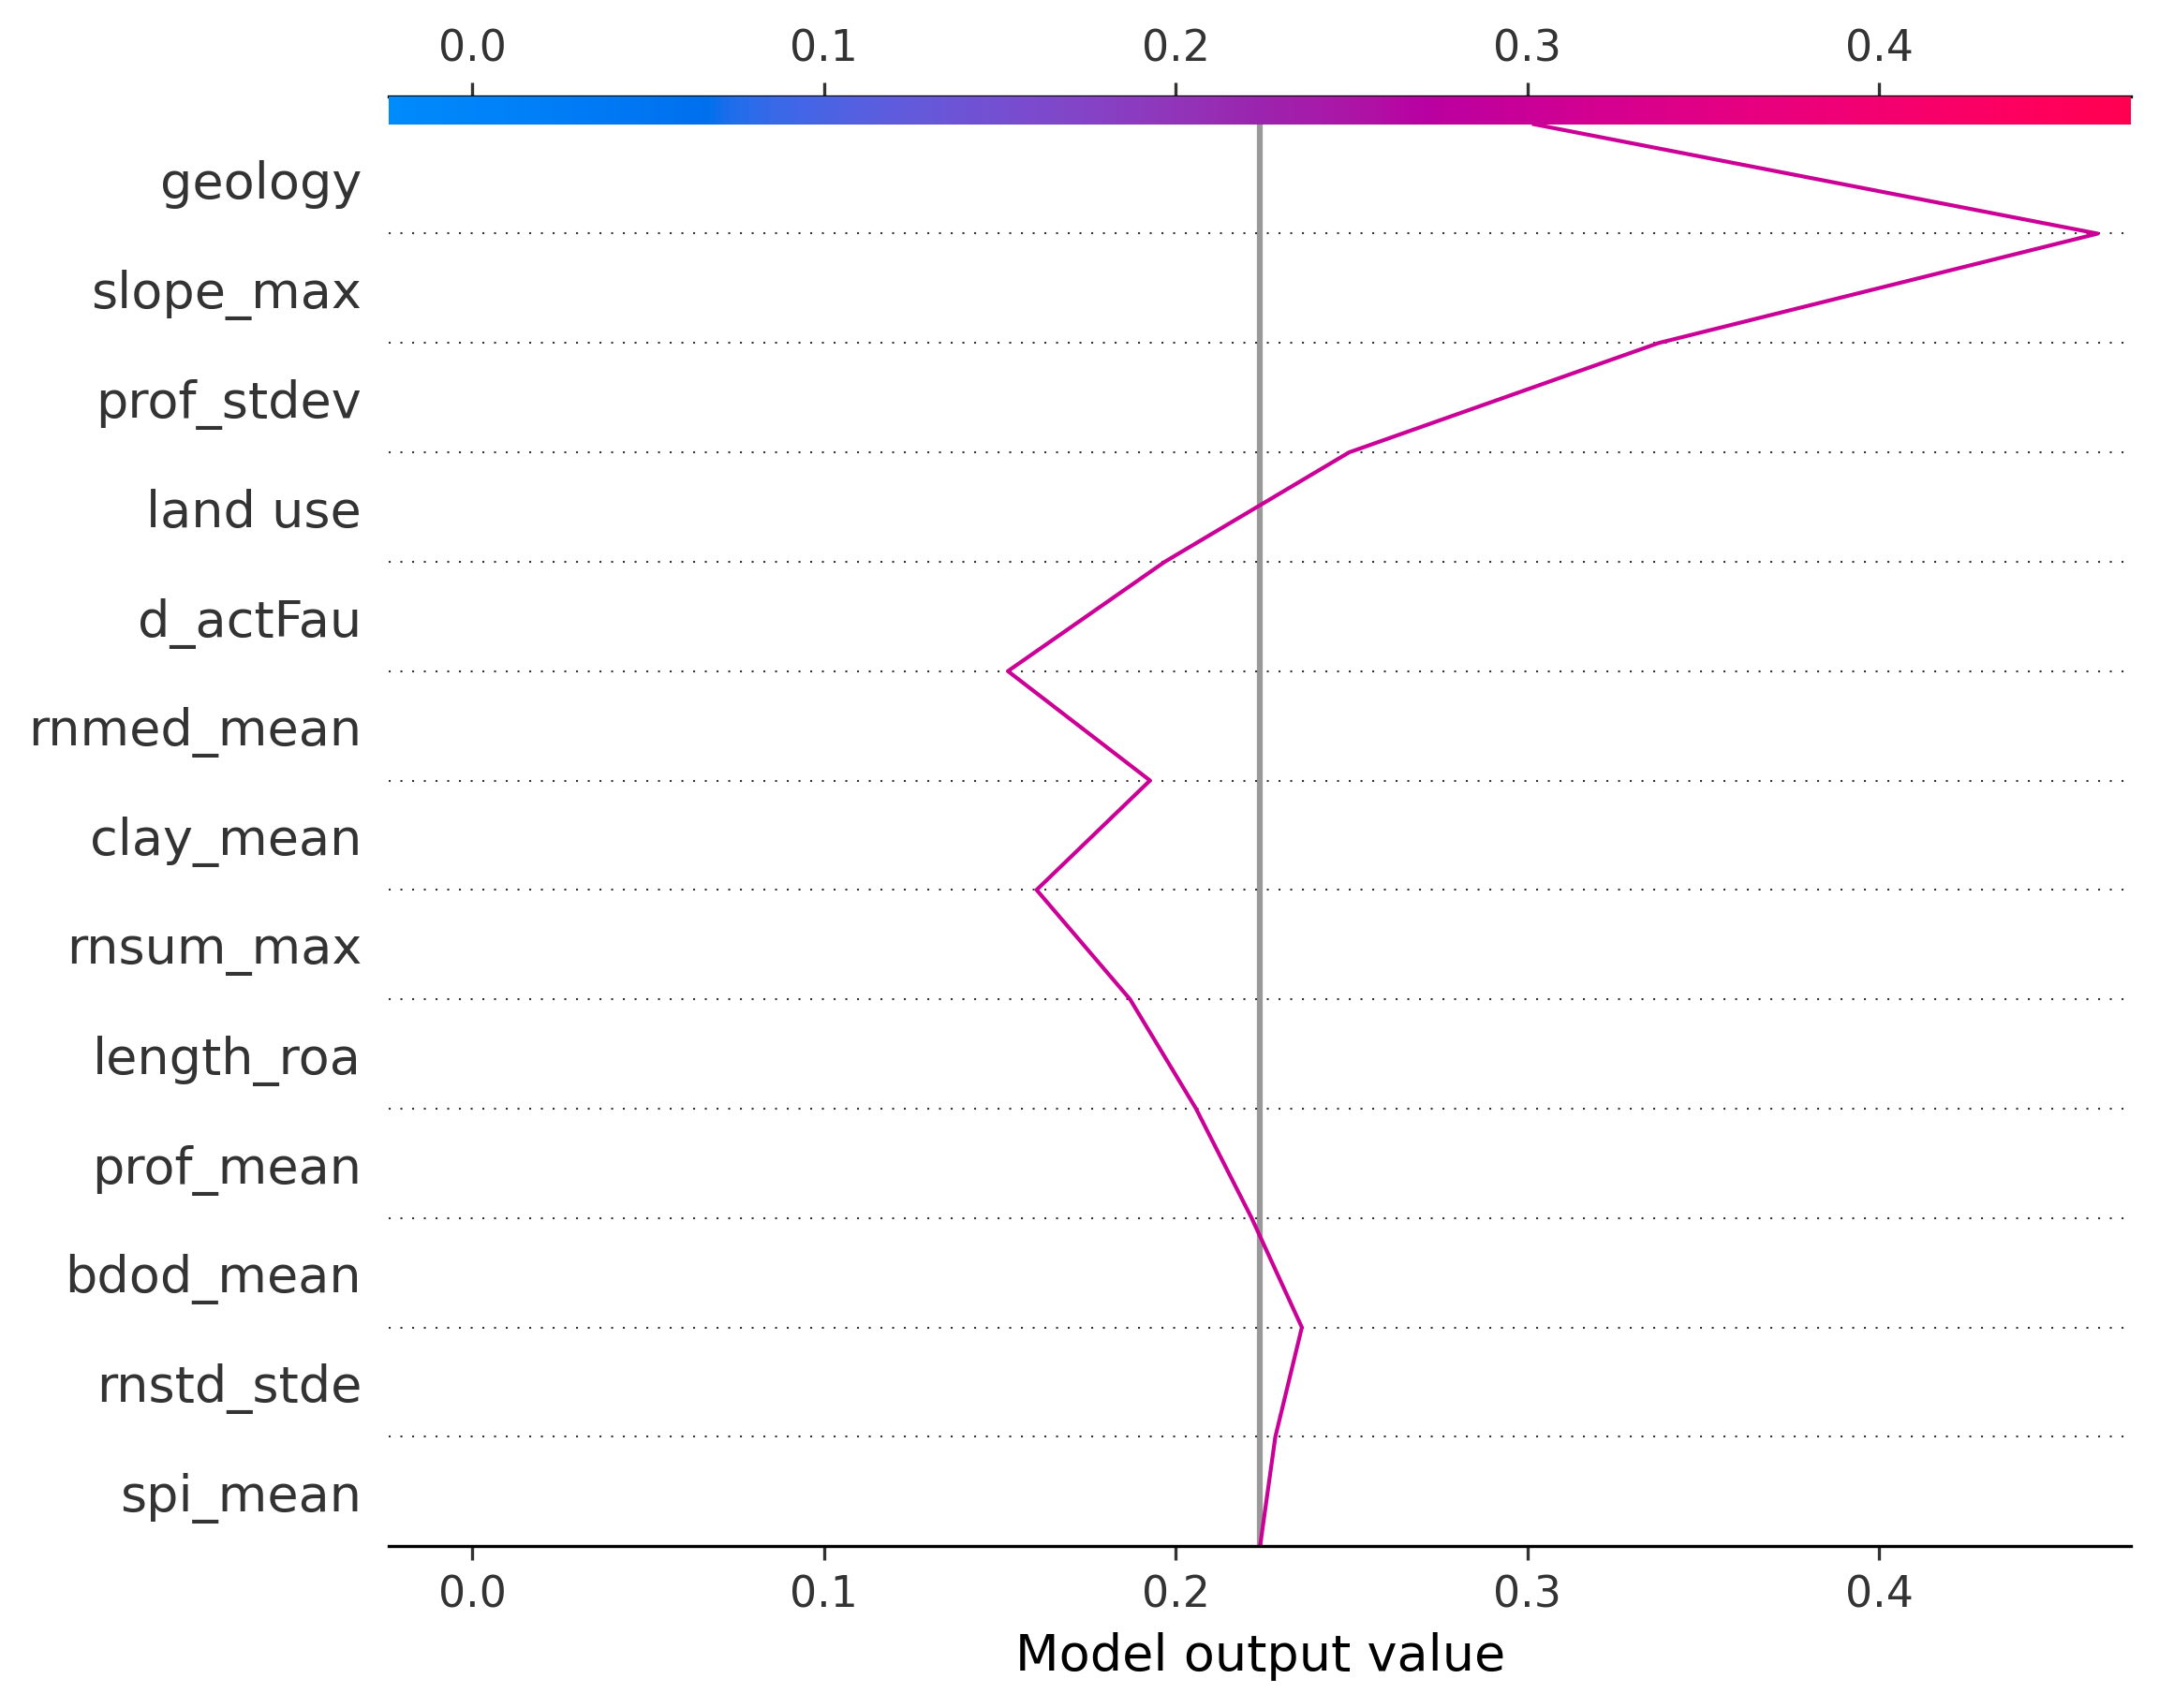 0.0 0.1 0.2 0.3 0.4
geology
slope_max
prof_stdev
land use
d_actFau
rnmed_mean
clay_mean
rnsum_max
length_roa
prof_mean
bdod_mean
rnstd_stde
spi_mean
0.0 0.1 0.2 0.3 0.4
Model output value